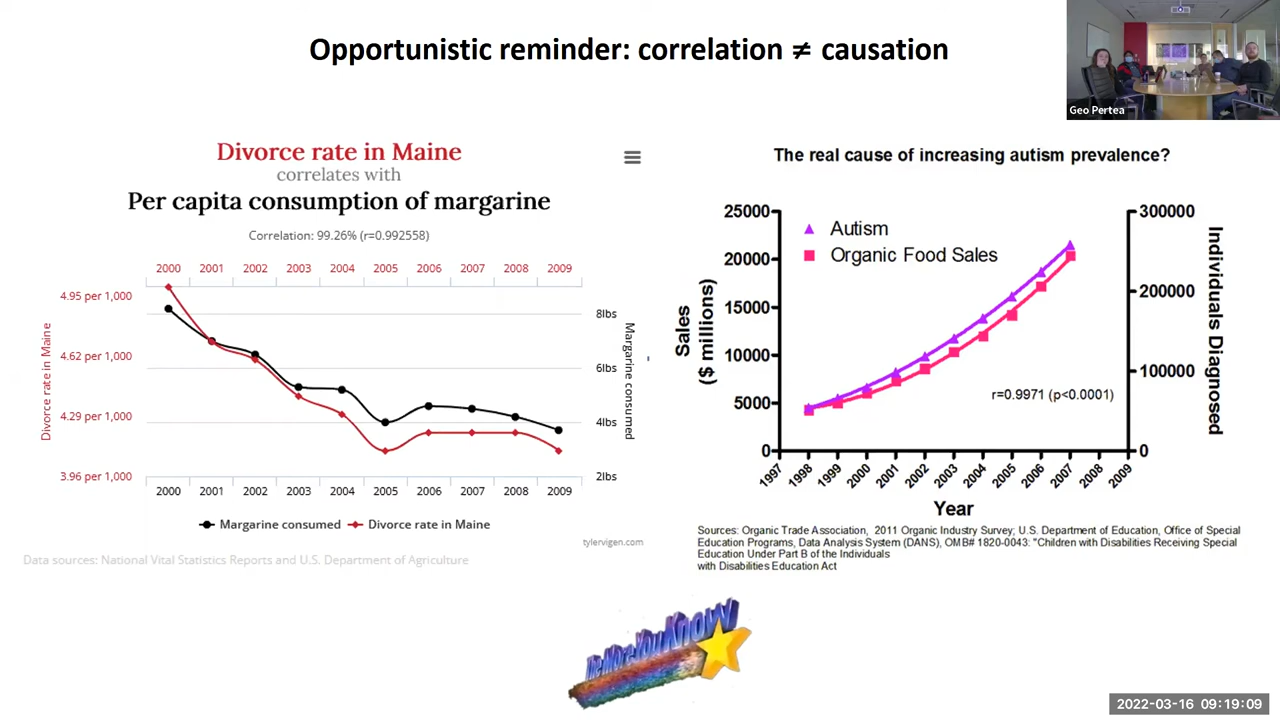 Opportunistic reminder: correlation ≠ causation
Geo Pertea
Divorce rate in Maine
correlates with
Per capita consumption of margarine
Correlation: 99.26% (r=0.992558)
2000 2001 2002 2003 2004 2005 2006 2007 2008 2009
4.95 per 1,000
4.62 per 1,000
4.29 per 1,000
3.96 per 1,000
Divorce rate in Maine
8lbs
6lbs
4lbs
2lbs
Margarine consumed
2000 2001 2002 2003 2004 2005 2006 2007 2008 2009
Margarine consumed Divorce rate in Maine
tylervigen.com
Data sources: National Vital Statistics Reports and U.S. Department of Agriculture
The real cause of increasing autism prevalence?
25000
20000
15000
10000
5000
0
Sales
($ millions)
Autism
Organic Food Sales
r=0.9971 (p<0.0001)
300000
200000
100000
0
Individuals Diagnosed
1997 1998 1999 2000 2001 2002 2003 2004 2005 2006 2007 2008 2009
Year
Sources: Organic Trade Association, 2011 Organic Industry Survey; U.S. Department of Education, Office of Special
Education Programs, Data Analysis System (DANS), OMB# 1820-0043: "Children with Disabilities Receiving Special
Education Under Part B of the Individuals
with Disabilities Education Act
The More You Know
2022-03-16 09:19:09